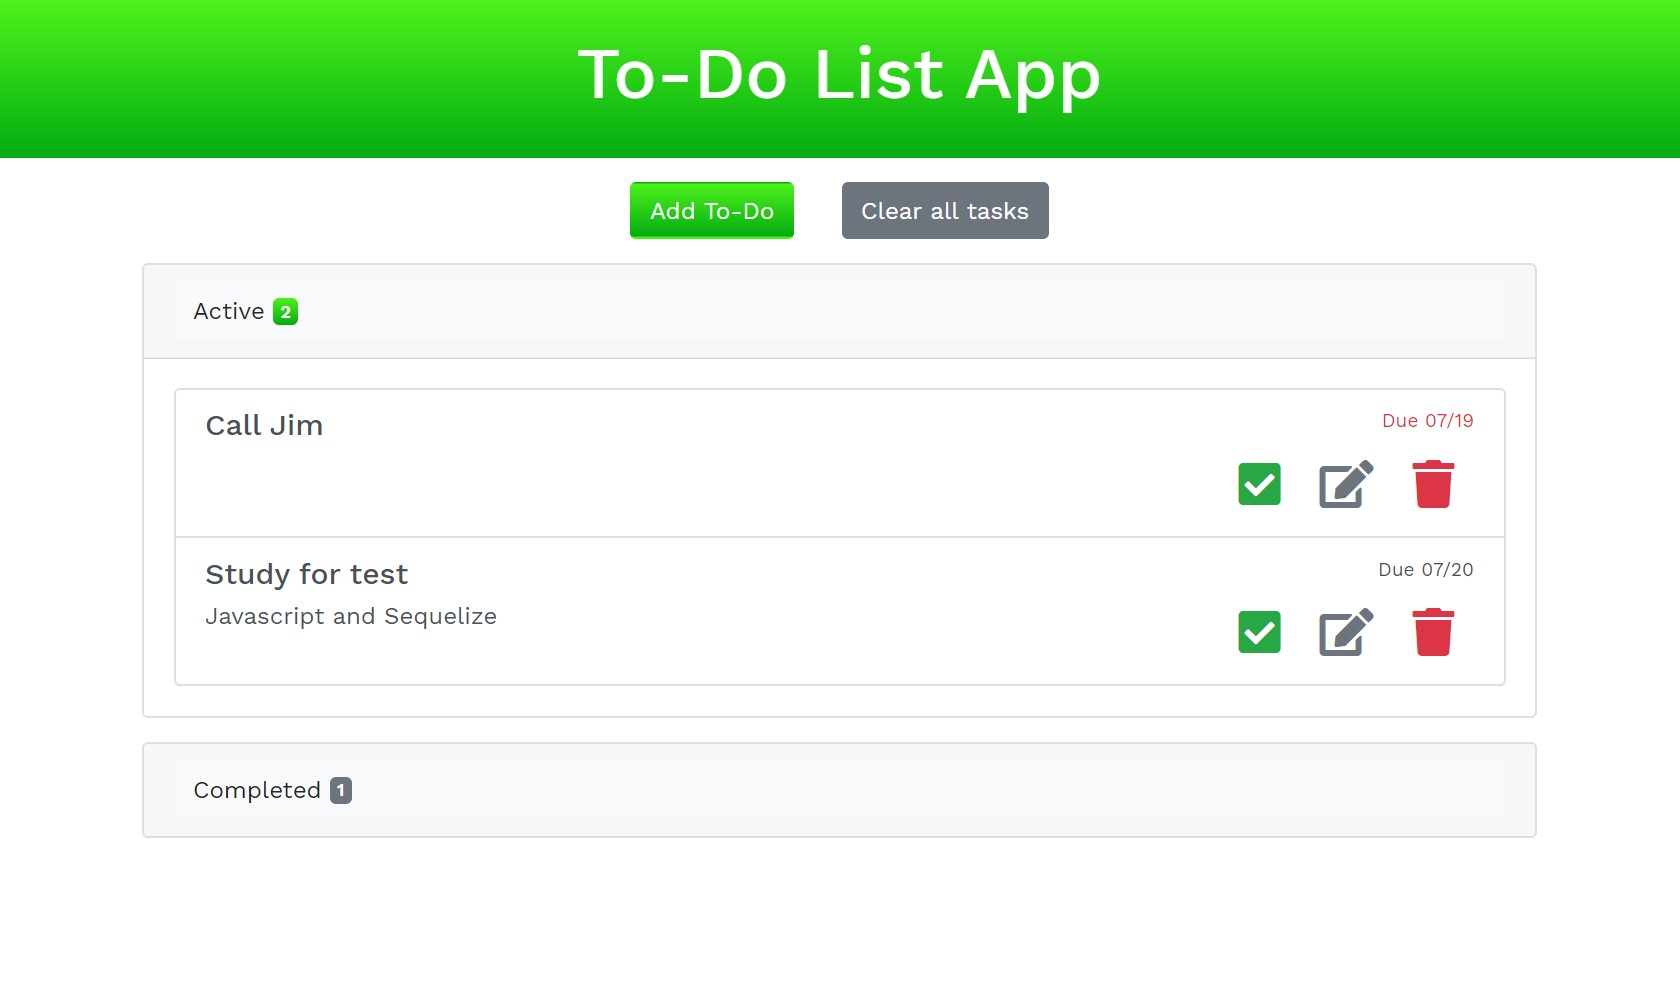 To-Do List App
Add To-Do
Clear all tasks
Active 2
Call Jim
Due 07/19
Study for test
Due 07/20
Javascript and Sequelize
Completed 1